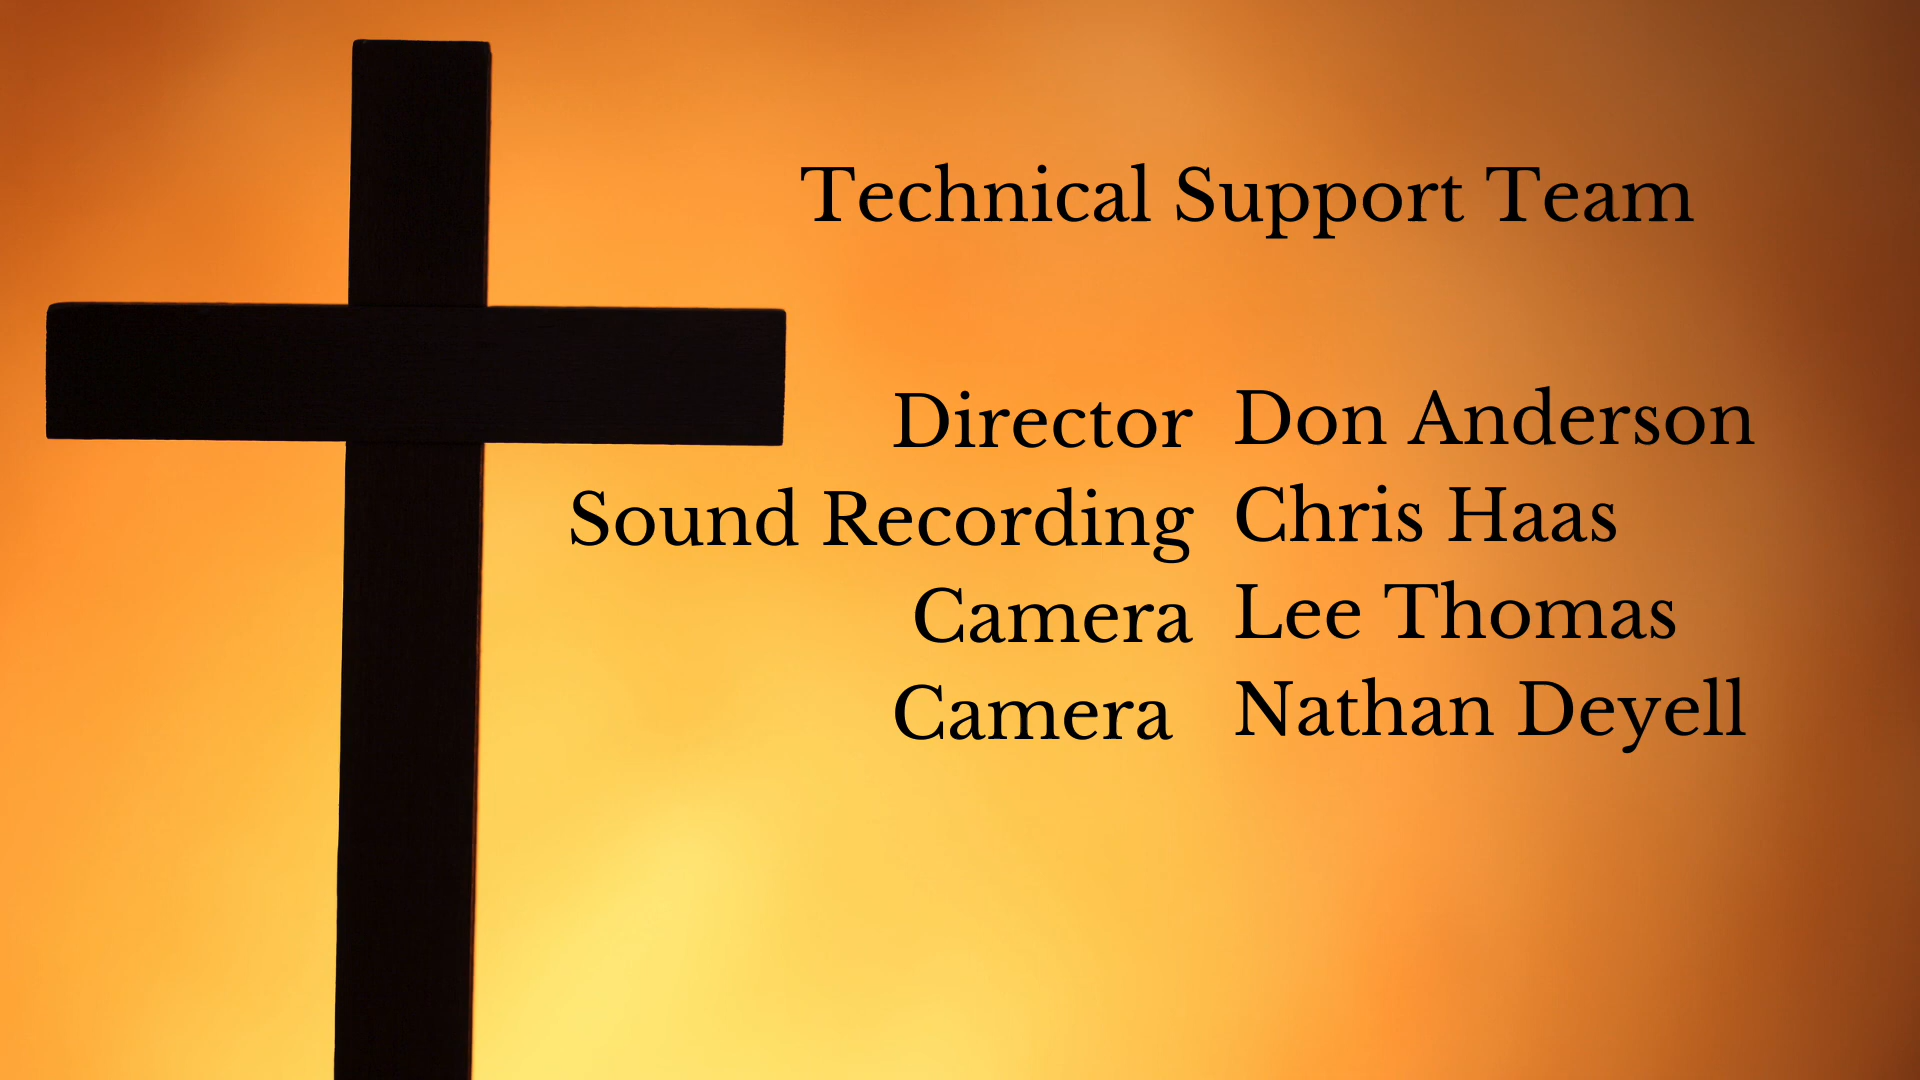 Technical Support Team
Director Don Anderson
Sound Recording Chris Haas
Camera Lee Thomas
Camera Nathan Deyell